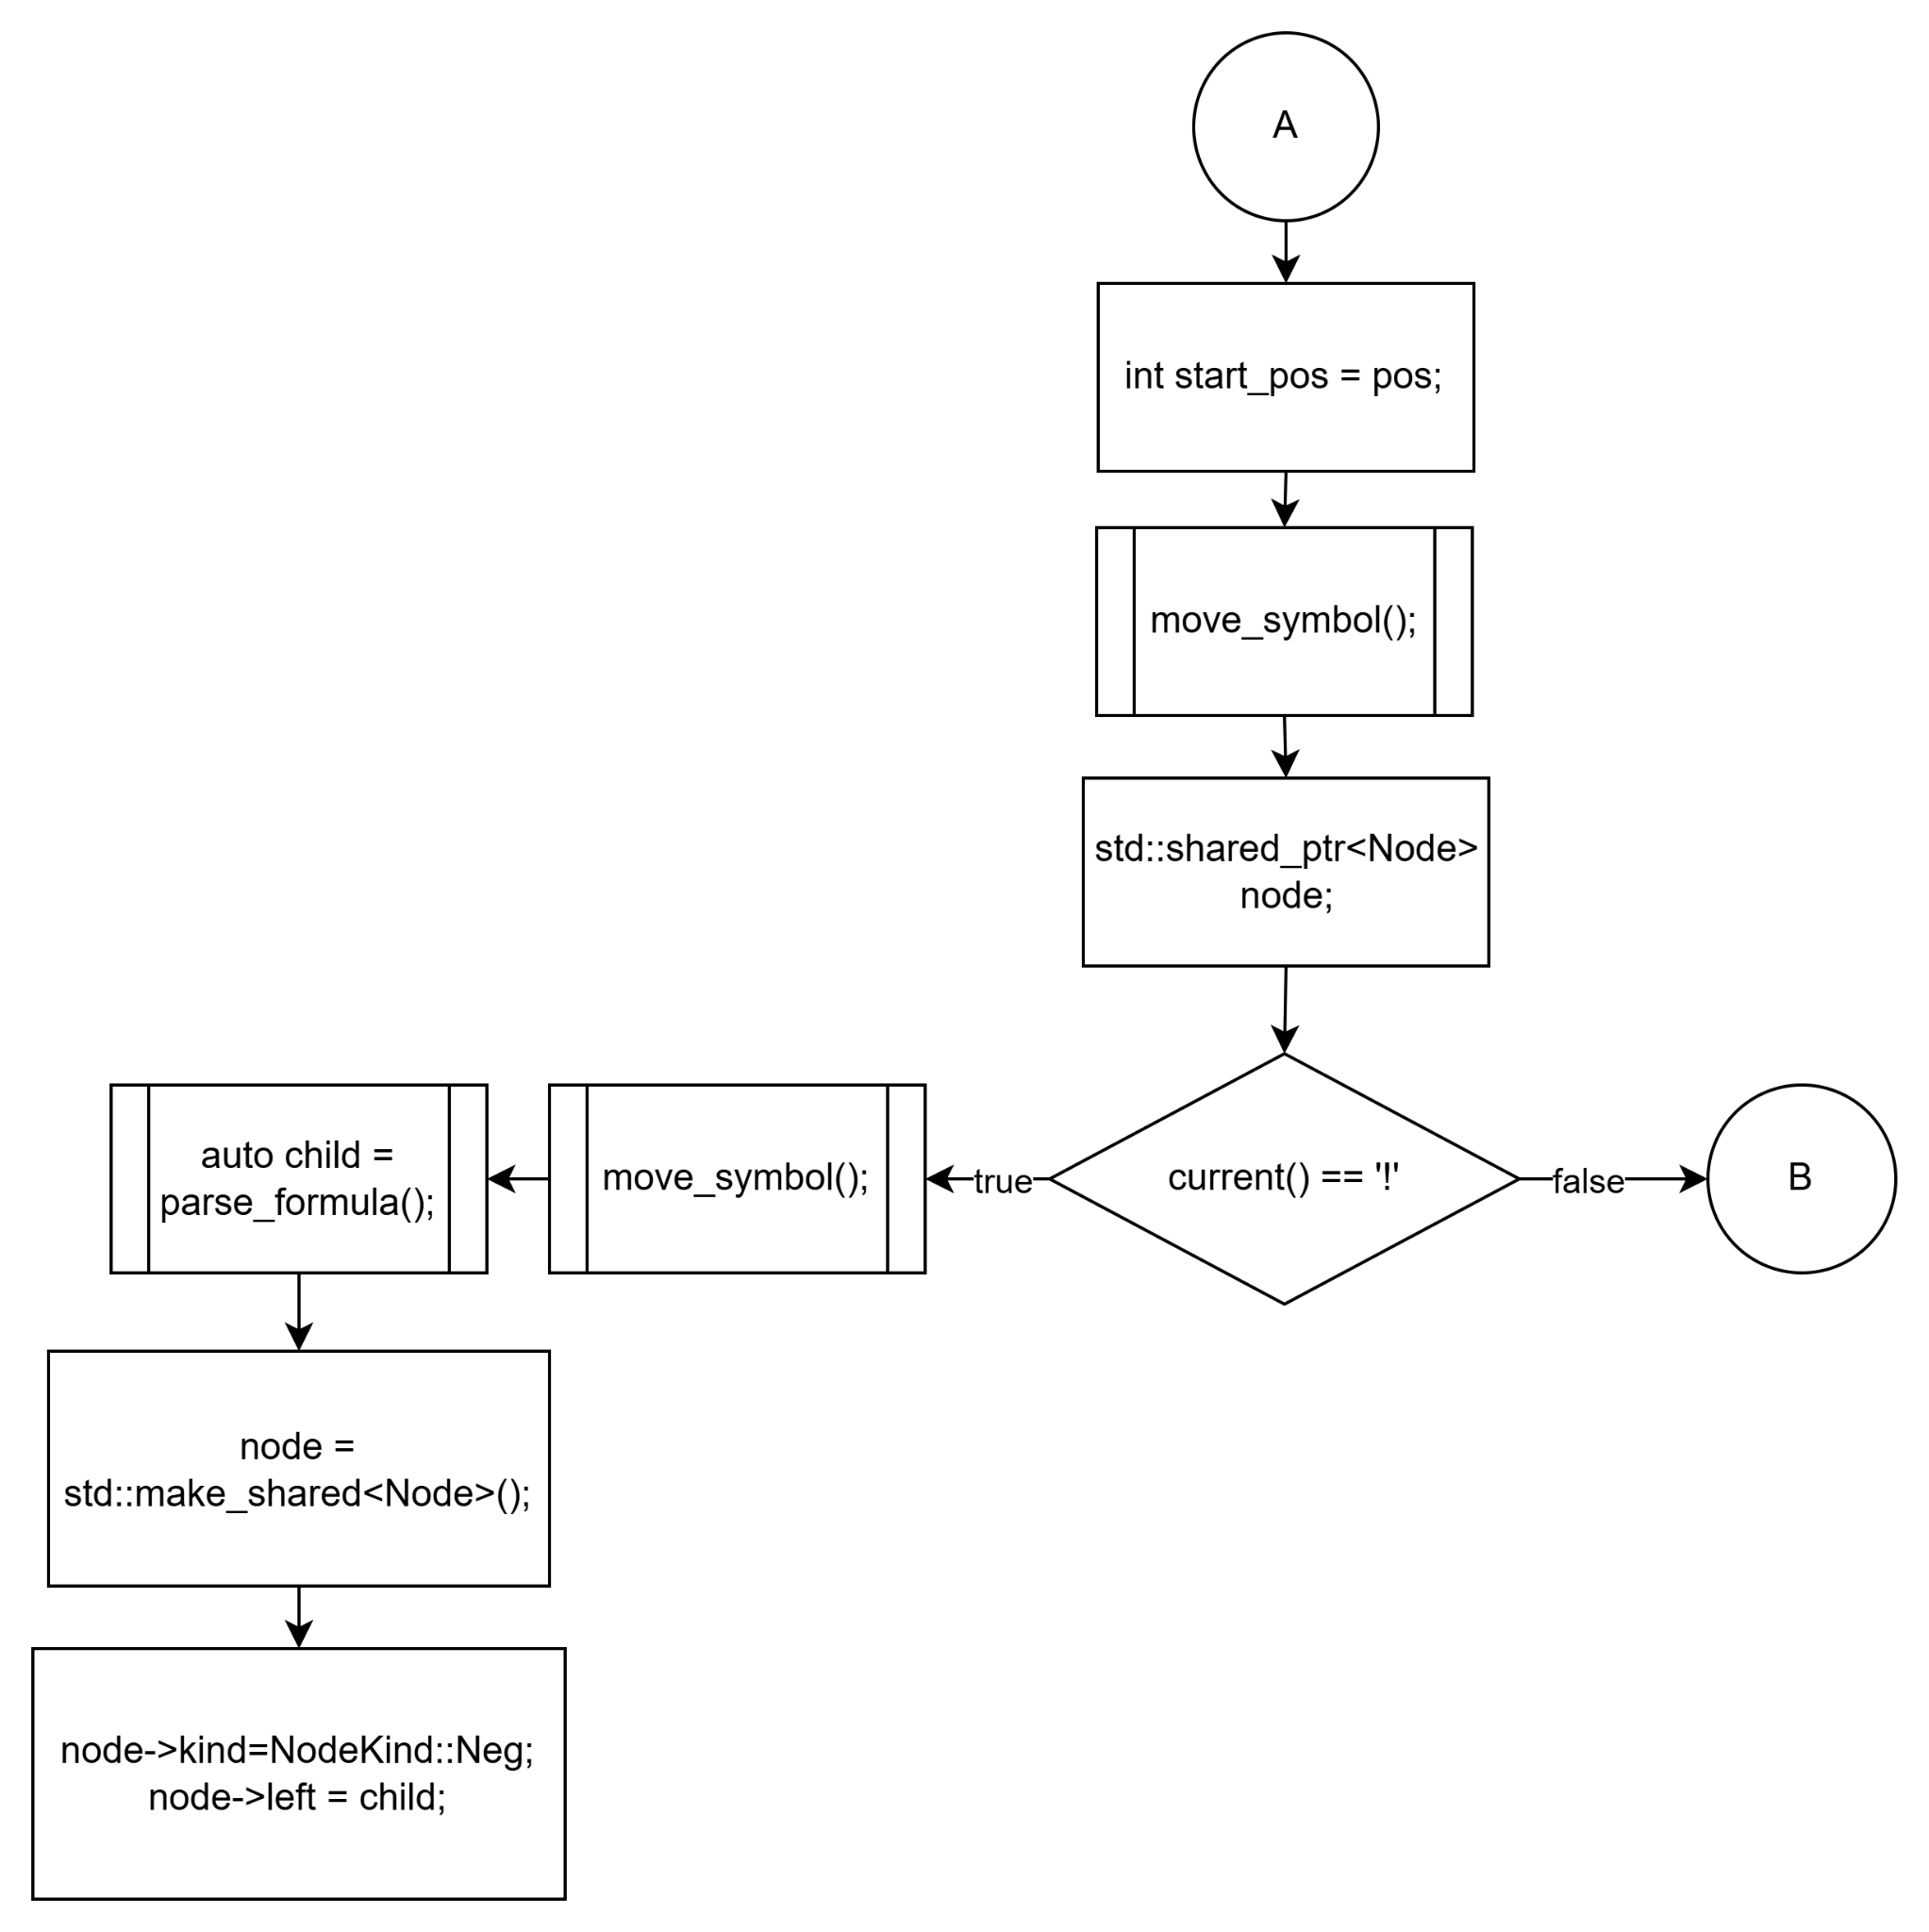 A
int start_pos = pos;
move_symbol();
std::shared_ptr<Node>
node;
current() == '!'
true
false
B
move_symbol();
auto child =
parse_formula();
node =
std::make_shared<Node>();
node->kind=NodeKind::Neg;
node->left = child;